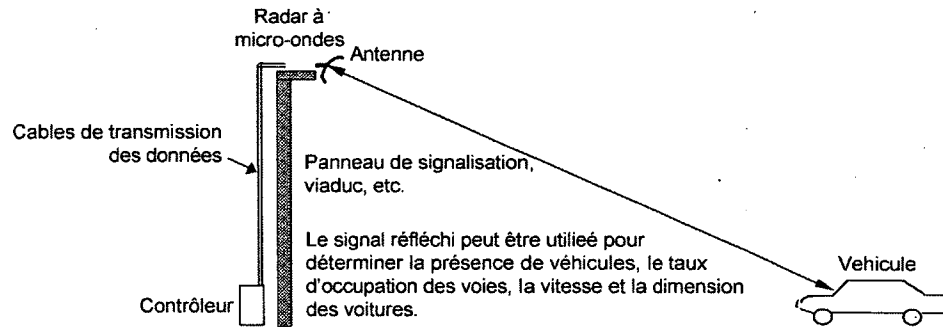 Radar à
micro-ondes
Antenne
Cables de transmission
des données
Panneau de signalisation,
viaduc, etc.
Le signal réfléchi peut être utilieé pour
déterminer la présence de véhicules, le taux
d'occupation des voies, la vitesse et la dimension
des voitures.
Vehicule
Contrôleur